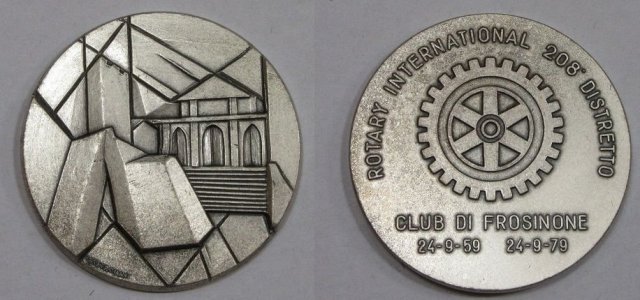 ROTARY INTERNATIONAL 208° DISTRETTO
CLUB DI FROSINONE
24-9-59 24-9-79